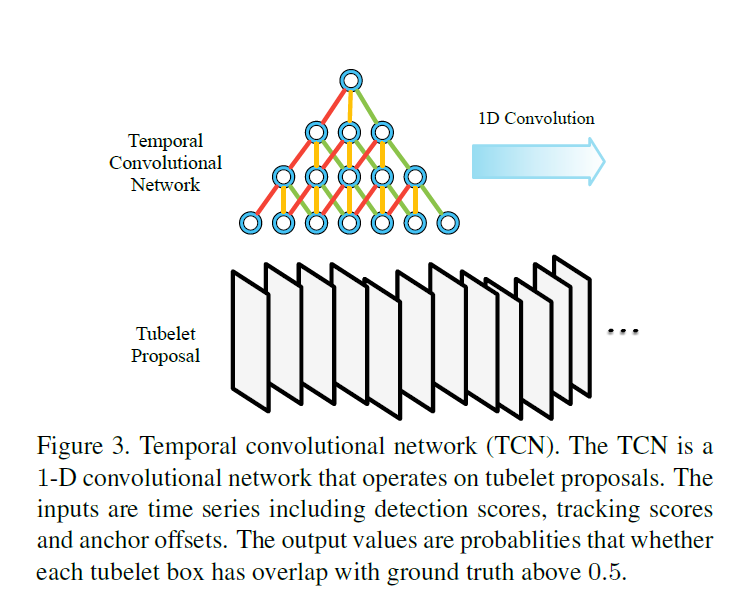 Temporal
Convolutional
Network
1D Convolution
Tubelet
Proposal
...
Figure 3. Temporal convolutional network (TCN). The TCN is a
1-D convolutional network that operates on tubelet proposals. The
inputs are time series including detection scores, tracking scores
and anchor offsets. The output values are probablities that whether
each tubelet box has overlap with ground truth above 0.5.